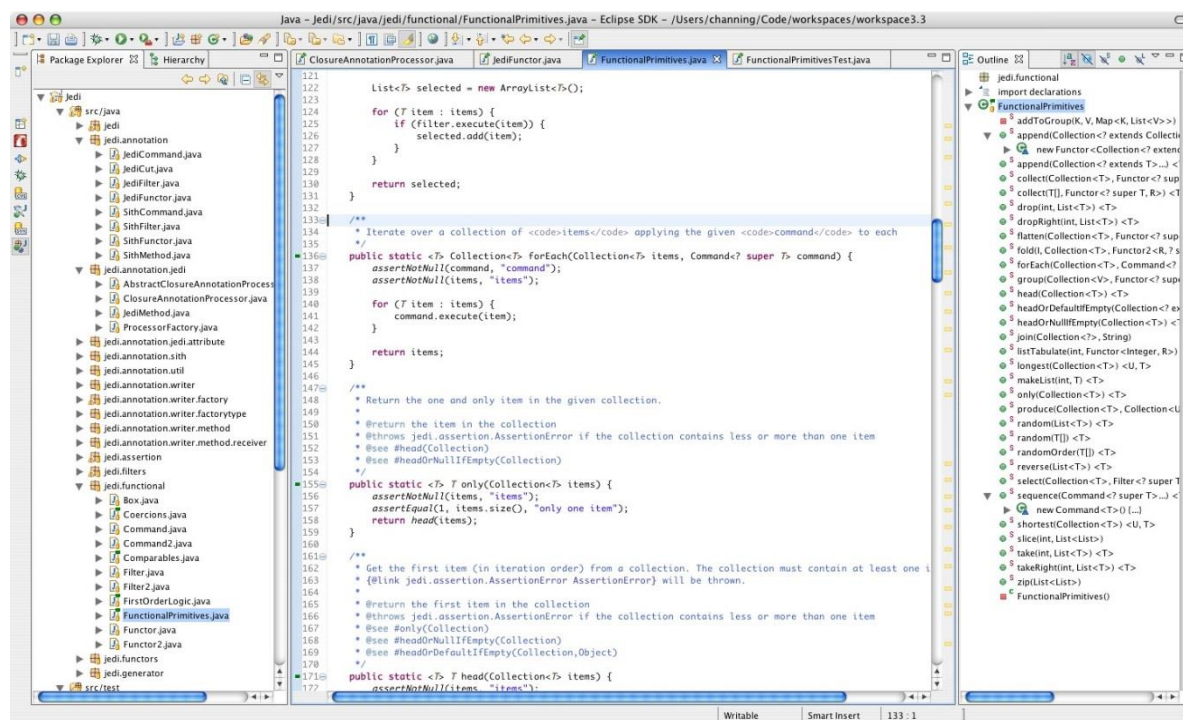 Java – Jedi/src/java/jedi/functional/FunctionalPrimitives.java – Eclipse SDK – /Users/channing/Code/workspaces/workspace3.3
Package Explorer
Hierarchy
Jedi
src/java
jedi
jedi.annotation
JediCommand.java
JediCut.java
JediFilter.java
JediFunctor.java
SithCommand.java
SithFilter.java
SithFunctor.java
SithMethod.java
jedi.annotation.jedi
AbstractClosureAnnotationProcess
ClosureAnnotationProcessor.java
JediMethod.java
ProcessorFactory.java
jedi.annotation.jedi.attribute
jedi.annotation.sith
jedi.annotation.util
jedi.annotation.writer
jedi.annotation.writer.factory
jedi.annotation.writer.factorytype
jedi.annotation.writer.method
jedi.annotation.writer.method.receiver
jedi.assertion
jedi.filters
jedi.functional
Box.java
Coercions.java
Command.java
Command2.java
Comparables.java
Filter.java
Filter2.java
FirstOrderLogic.java
FunctionalPrimitives.java
Functor.java
Functor2.java
jedi.functors
jedi.generator
src/test
ClosureAnnotationProcessor.java
JediFunctor.java
FunctionalPrimitives.java
FunctionalPrimitivesTest.java
121
122 List<T> selected = new ArrayList<T>();
123
124 for (T item : items) {
125 if (filter.execute(item)) {
126 selected.add(item);
127 }
128 }
129
130 return selected;
131 }
132
133 /**
134 * Iterate over a collection of <code>items</code> applying the given <code>command</code> to each
135 */
136 public static <T> Collection<T> forEach(Collection<T> items, Command<? super T> command) {
137 assertNotNull(command, "command");
138 assertNotNull(items, "items");
139
140 for (T item : items) {
141 command.execute(item);
142 }
143
144 return items;
145 }
146
147 /**
148 * Return the one and only item in the given collection.
149 *
150 * @return the item in the collection
151 * @throws jedi.assertion.AssertionError if the collection contains less or more than one item
152 * @see #head(Collection)
153 * @see #headOrNullIfEmpty(Collection)
154 */
155 public static <T> T only(Collection<T> items) {
156 assertNotNull(items, "items");
157 assertEqual(1, items.size(), "only one item");
158 return head(items);
159 }
160
161 /**
162 * Get the first item (in iteration order) from a collection. The collection must contain at least one i
163 * {@link jedi.assertion.AssertionError AssertionError} will be thrown.
164 *
165 * @return the first item in the collection
166 * @throws jedi.assertion.AssertionError if the collection contains less or more than one item
167 * @see #only(Collection)
168 * @see #headOrNullIfEmpty(Collection)
169 * @see #headOrDefaultIfEmpty(Collection,Object)
170 */
171 public static <T> T head(Collection<T> items) {
172 assertNotNull(items, "items");
Outline
jedi.functional
import declarations
FunctionalPrimitives
addToGroup(K, V, Map<K, List<V>>)
append(Collection<? extends Collecti
new Functor<Collection<? extend
append(Collection<? extends T>...) <
collect(Collection<T>, Functor<? sup
collect(T[], Functor<? super T, R>) <T
drop(int, List<T>) <T>
dropRight(int, List<T>) <T>
flatten(Collection<T>, Functor<? sup
fold(I, Collection<T>, Functor2<R, ? s
forEach(Collection<T>, Command<?
group(Collection<V>, Functor<? supe
head(Collection<T>) <T>
headOrDefaultIfEmpty(Collection<? ex
headOrNullIfEmpty(Collection<T>) <T
join(Collection<?>, String)
listTabulate(int, Functor<Integer, R>)
longest(Collection<T>) <U, T>
makeList(int, T) <T>
only(Collection<T>) <T>
produce(Collection<T>, Collection<U
random(List<T>) <T>
random(T[]) <T>
randomOrder(T[]) <T>
reverse(List<T>) <T>
select(Collection<T>, Filter<? super T
sequence(Command<? super T>...) <
new Command<T>() {...}
shortest(Collection<T>) <U, T>
slice(int, List<List>)
take(int, List<T>) <T>
takeRight(int, List<T>) <T>
zip(List<List>)
FunctionalPrimitives()
Writable
Smart Insert
133 : 1